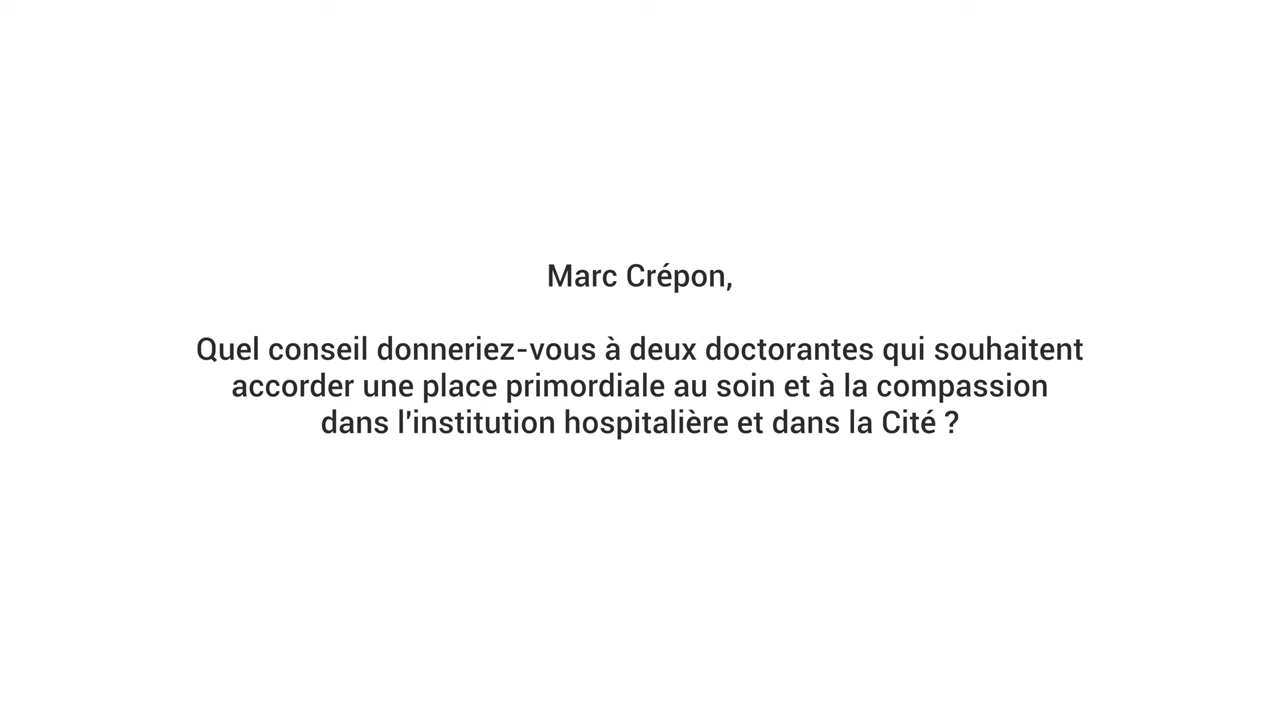 Marc Crépon,
Quel conseil donneriez-vous à deux doctorantes qui souhaitent
accorder une place primordiale au soin et à la compassion
dans l'institution hospitalière et dans la Cité ?